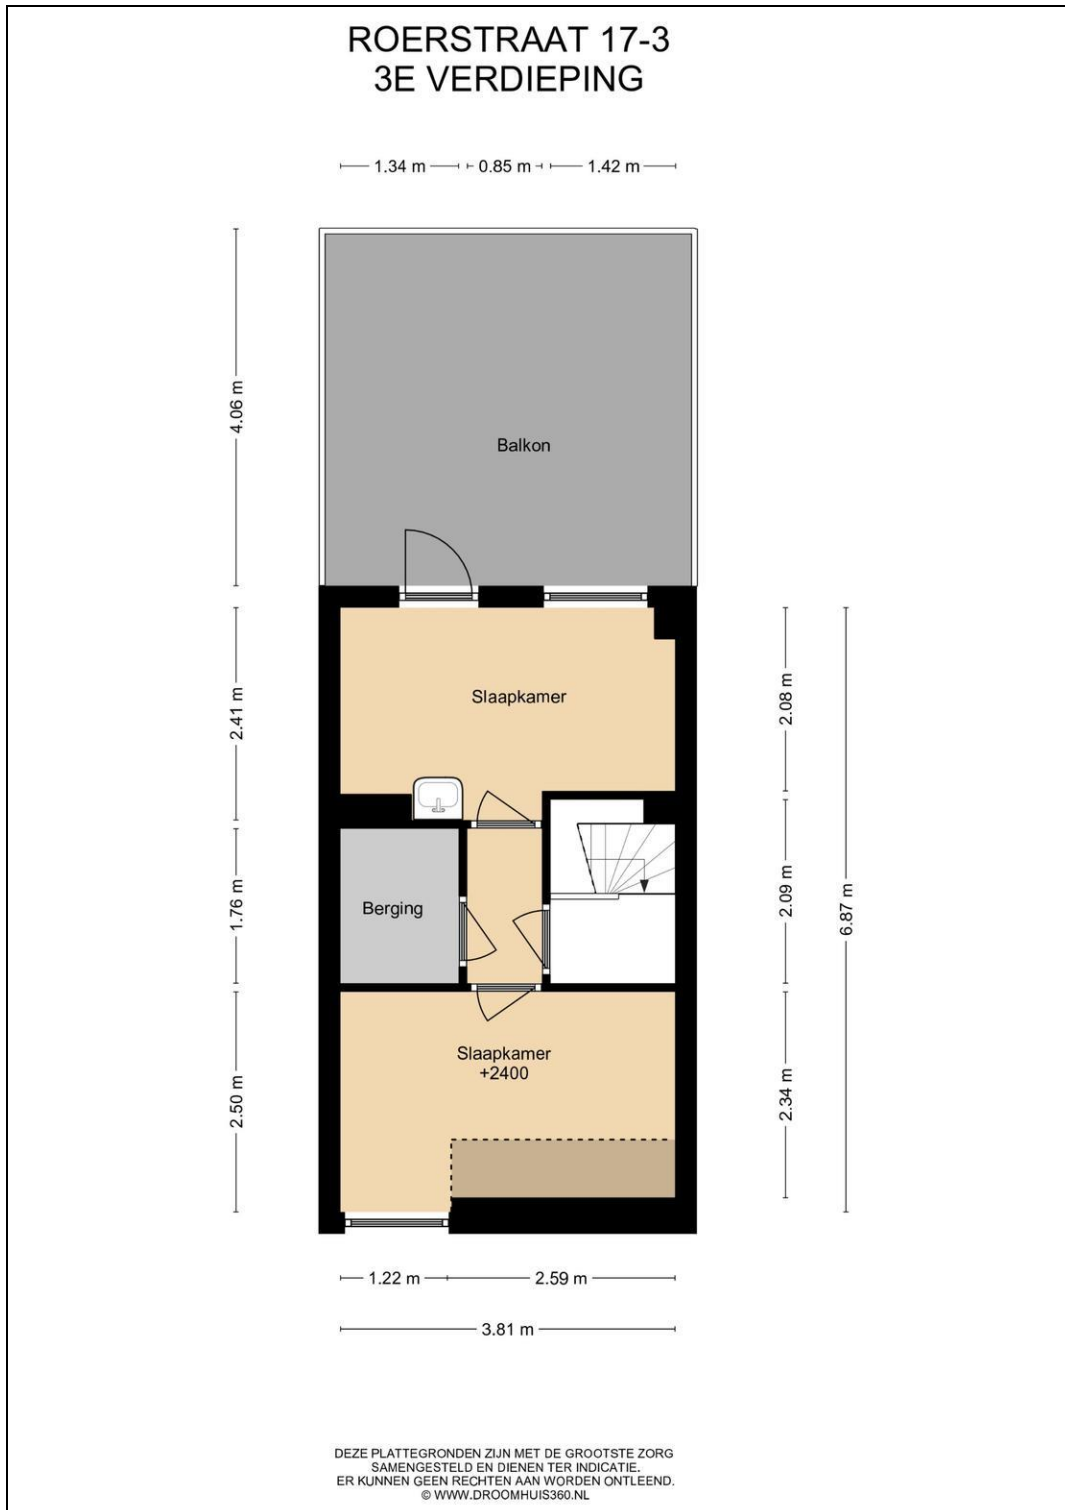 ROERSTRAAT 17-3
3E VERDIEPING
1.34 m
0.85 m
1.42 m
4.06 m
Balkon
2.41 m
Slaapkamer
2.08 m
1.76 m
Berging
2.09 m
6.87 m
2.50 m
Slaapkamer
+2400
2.34 m
1.22 m
2.59 m
3.81 m
DEZE PLATTEGRONDEN ZIJN MET DE GROOTSTE ZORG
SAMENGESTELD EN DIENEN TER INDICATIE.
ER KUNNEN GEEN RECHTEN AAN WORDEN ONTLEEND.
© WWW.DROOMHUIS360.NL